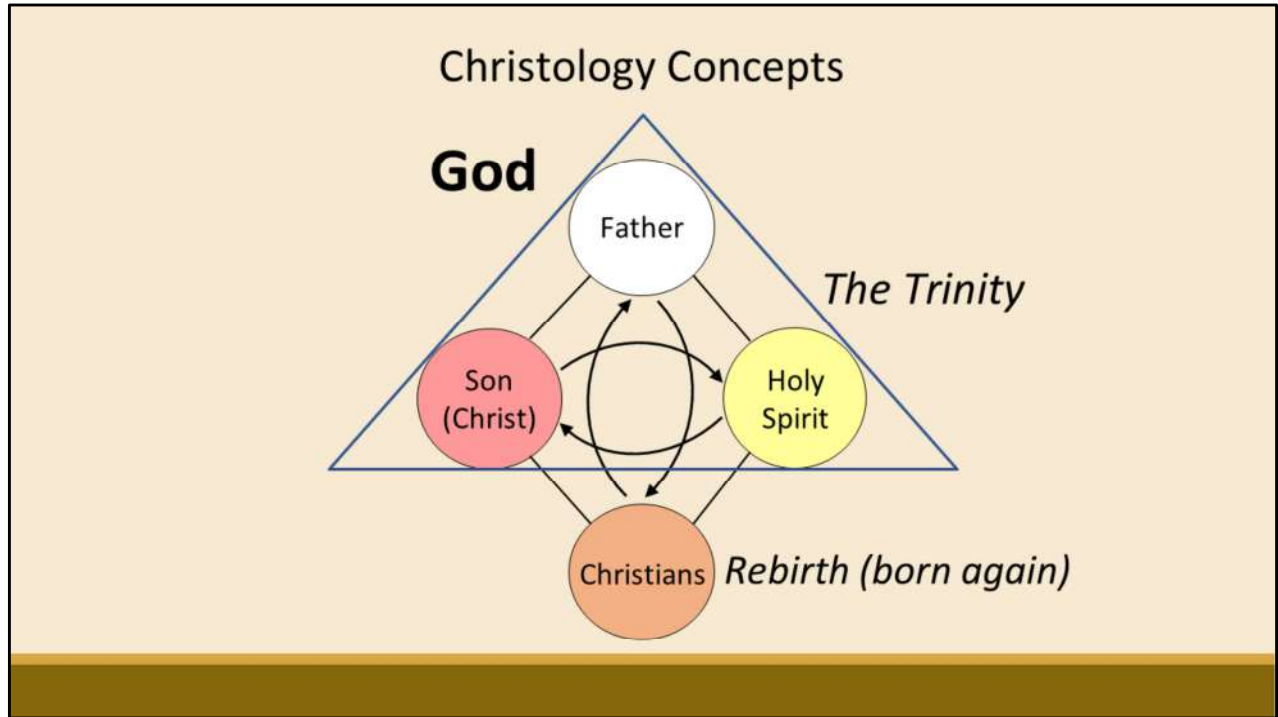 Christology Concepts
God
Father
The Trinity
Son
(Christ)
Holy
Spirit
Christians
Rebirth (born again)